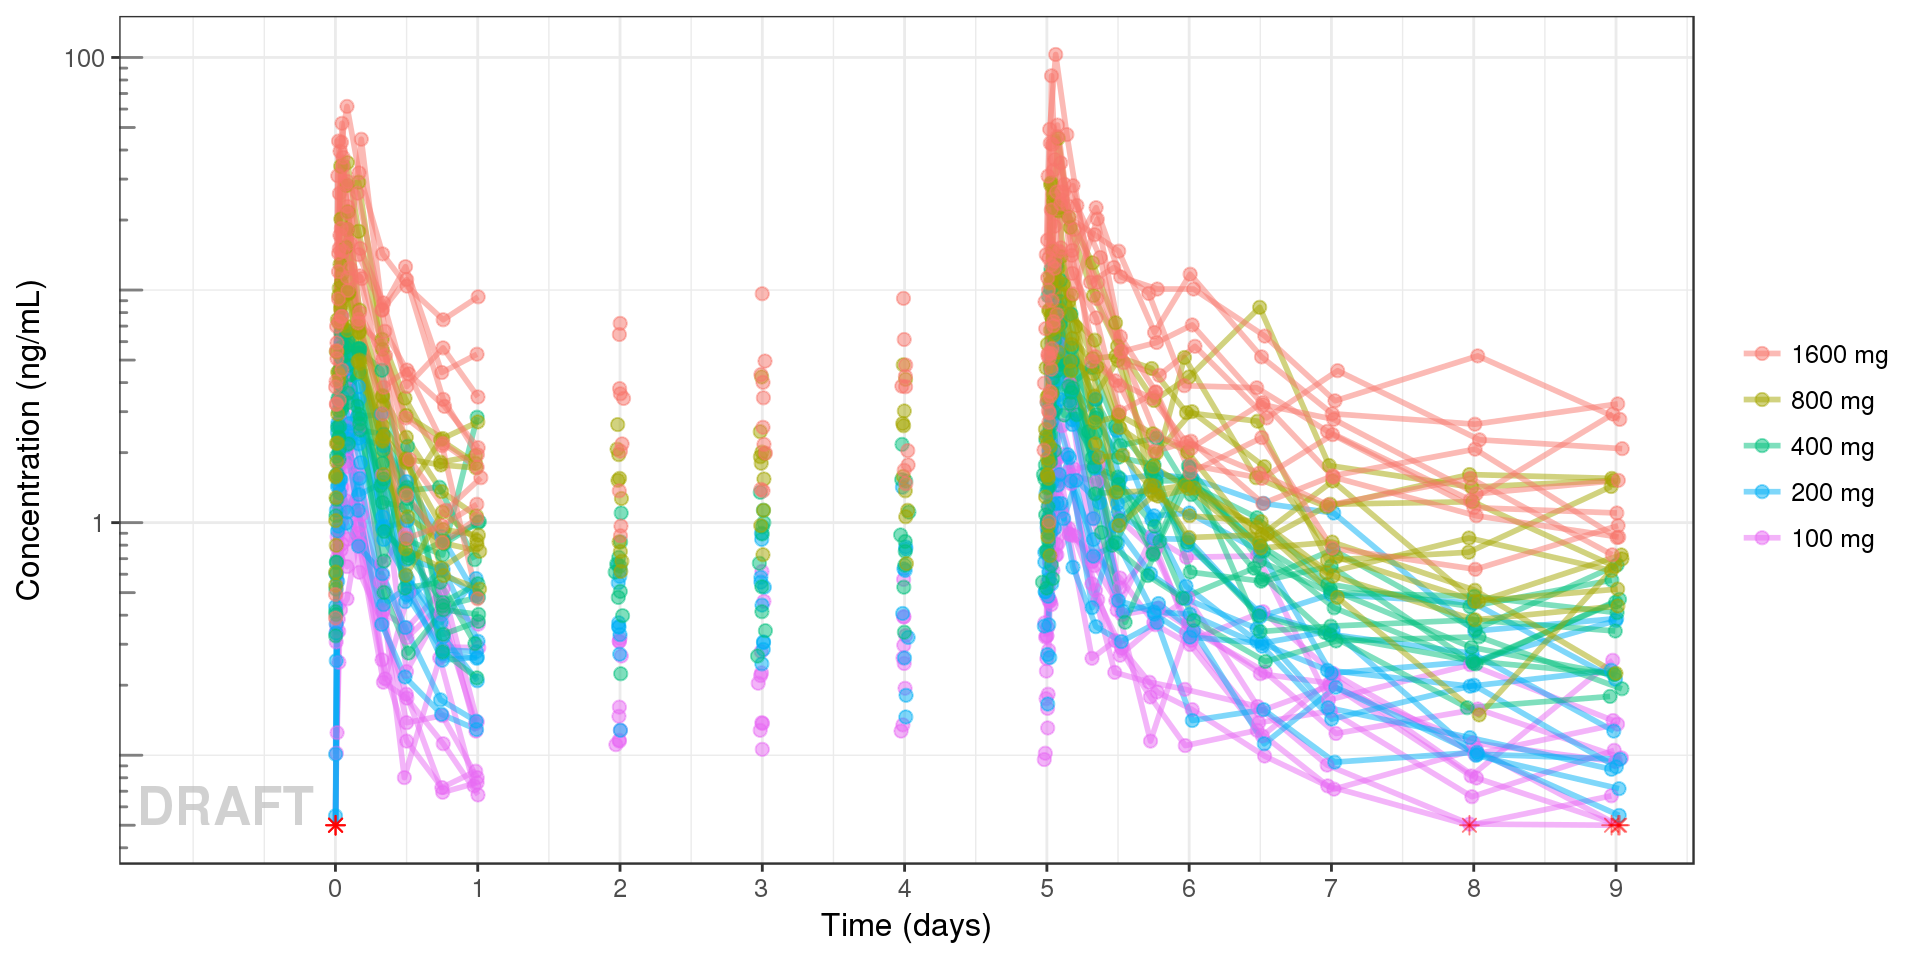 100
1
Concentration (ng/mL)
DRAFT
0 1 2 3 4 5 6 7 8 9
Time (days)
1600 mg
800 mg
400 mg
200 mg
100 mg